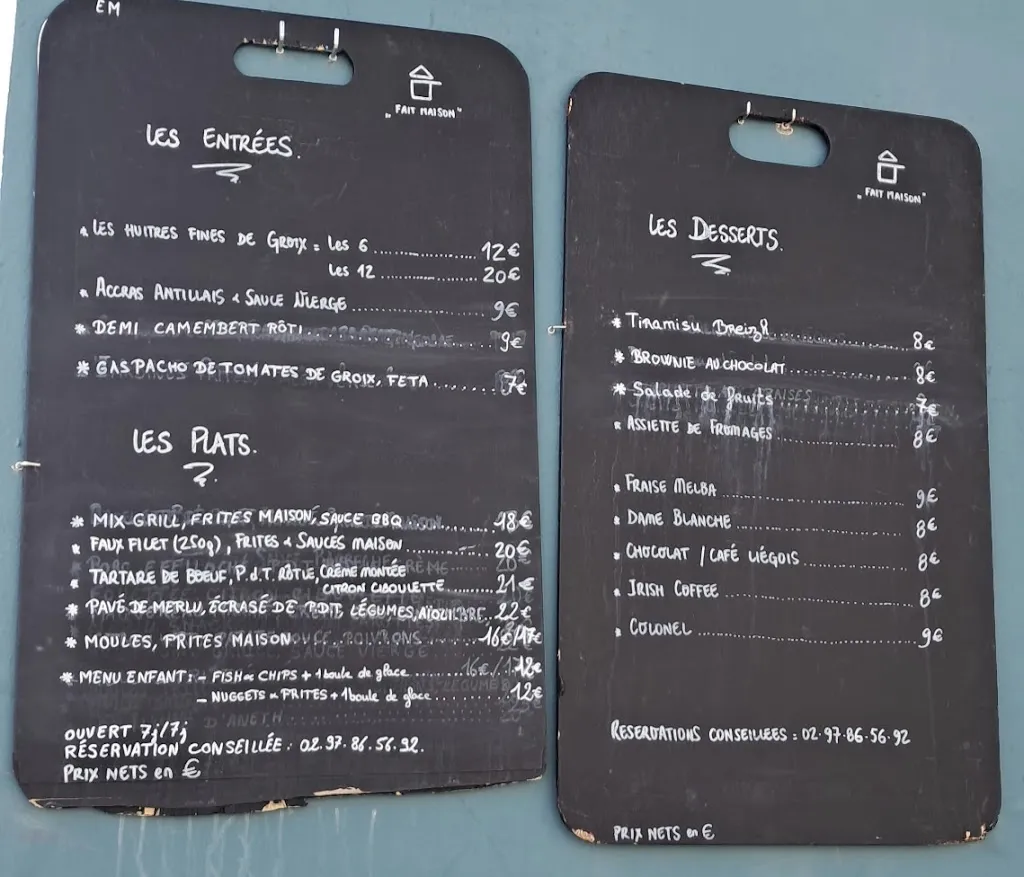 EM
"FAIT MAISON"
LES ENTRÉES.
* LES HUITRES FINES DE GROIX = Les 6 .................. 12€
Les 12 .............. 20€
* ACCRAS ANTILLAIS & SAUCE VIERGE .................. 9€
* DEMI CAMEMBERT RÔTI .................. 9€
* GASPACHO DE TOMATES DE GROIX, FETA .......... 7€
LES PLATS.
* MIX-GRILL, FRITES MAISON, SAUCE BBQ .......... 18€
* FAUX FILET (250g), FRITES & SAUCES MAISON .......... 20€
* TARTARE DE BOEUF, P.d.T RÔTIE, CRÈME MONTÉE
CITRON CIBOULETTE .......... 21€
* PAVÉ DE MERLU, ÉCRASÉ DE P.D.T, LÉGUMES, .. 22€
* MOULES, FRITES MAISON .......... 16€/17€
* MENU ENFANT: - FISH & CHIPS + 1 boule de glace .......... 12€
- NUGGETS & FRITES + 1 boule de glace .......... 12€
OUVERT 7j/7j
RÉSERVATION CONSEILLÉE : 02.97.86.56.92.
PRIX NETS en €
"FAIT MAISON"
LES DESSERTS.
* Tiramisu Breizh .................. 8€
* BROWNIE AU CHOCOLAT .................. 8€
* Salade de fruits .................. 7€
* ASSIETTE DE FROMAGES .................. 8€
* FRAISE MELBA .................. 9€
* DAME BLANCHE .................. 8€
* CHOCOLAT / CAFÉ LIÉGOIS .................. 8€
* IRISH COFFEE .................. 8€
* COLONEL .................. 9€
RESERVATIONS CONSEILLEES : 02.97.86.56.92
PRIX NETS en €